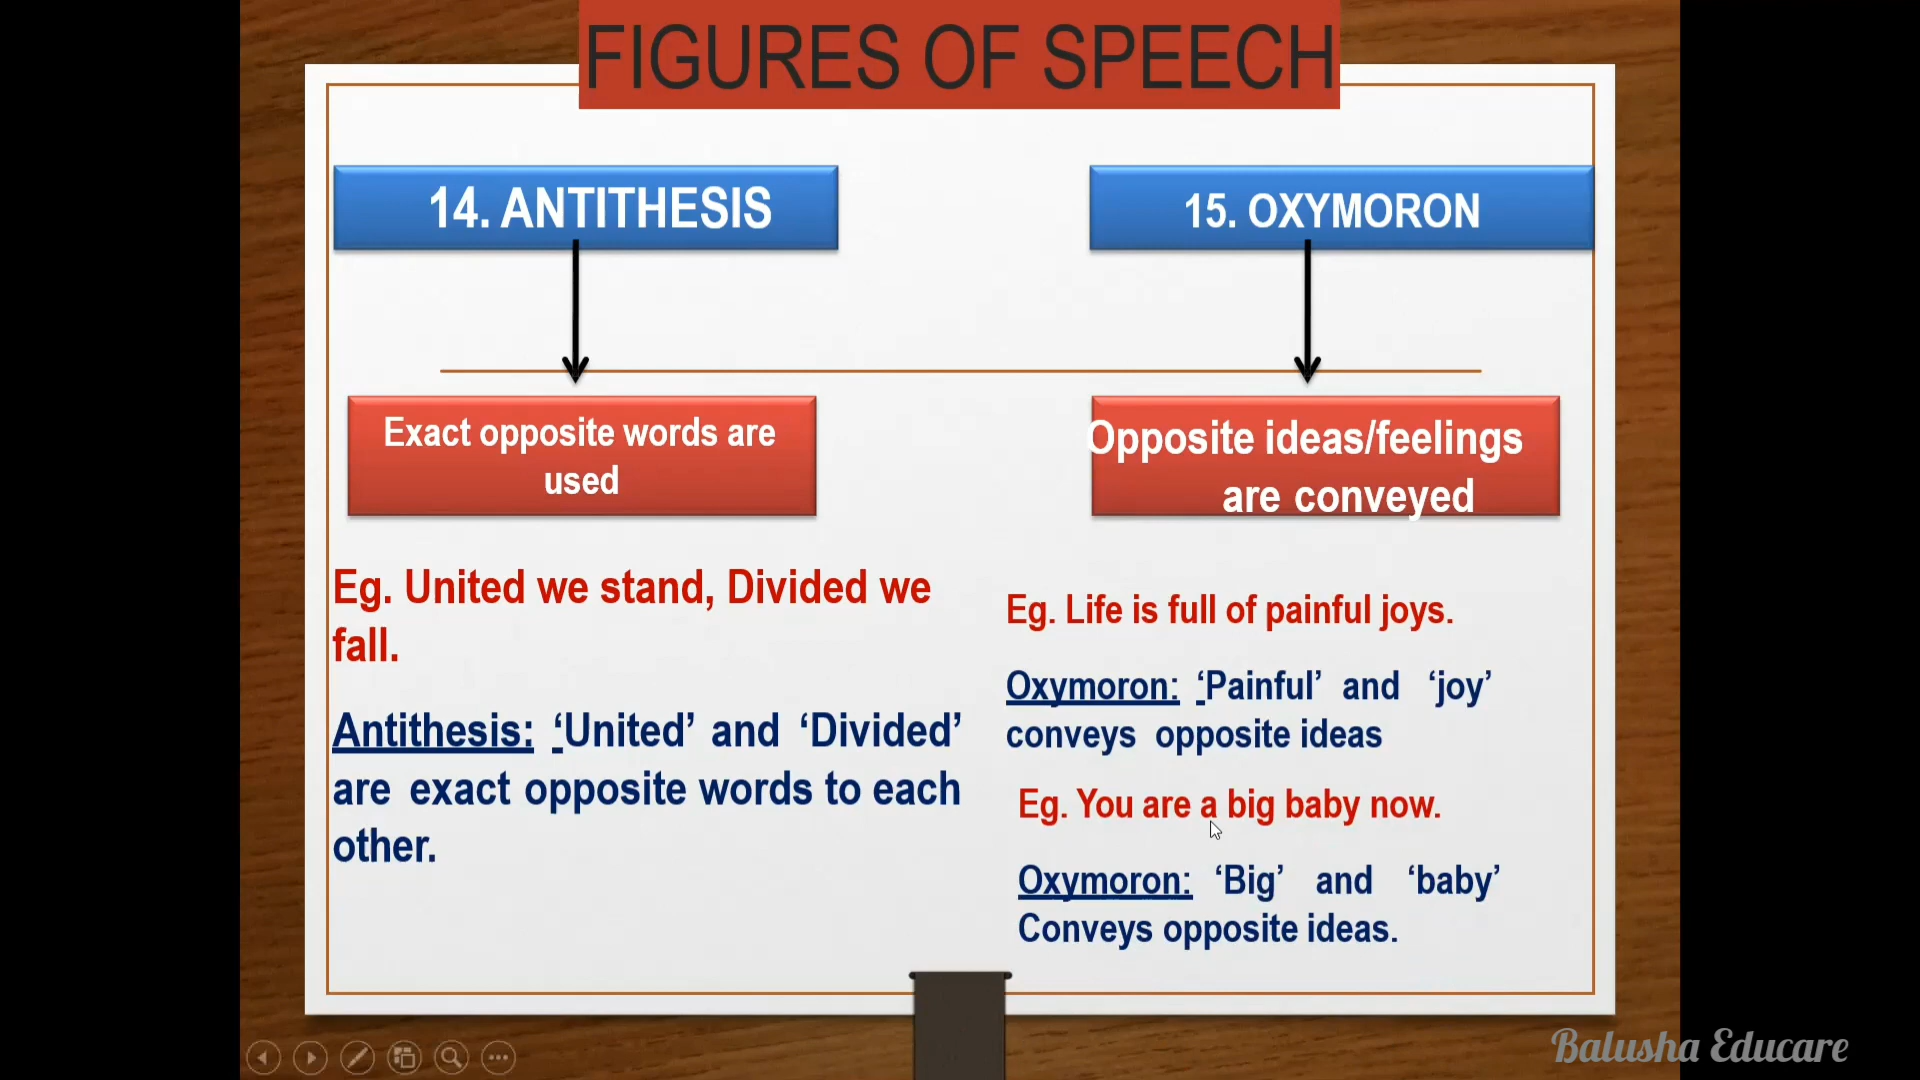 FIGURES OF SPEECH
14. ANTITHESIS
Exact opposite words are
used
Eg. United we stand, Divided we
fall.
Antithesis: ‘United’ and ‘Divided’
are exact opposite words to each
other.
15. OXYMORON
Opposite ideas/feelings
are conveyed
Eg. Life is full of painful joys.
Oxymoron: ‘Painful’ and ‘joy’
conveys opposite ideas
Eg. You are a big baby now.
Oxymoron: ‘Big’ and ‘baby’
Conveys opposite ideas.
Balusha Educare